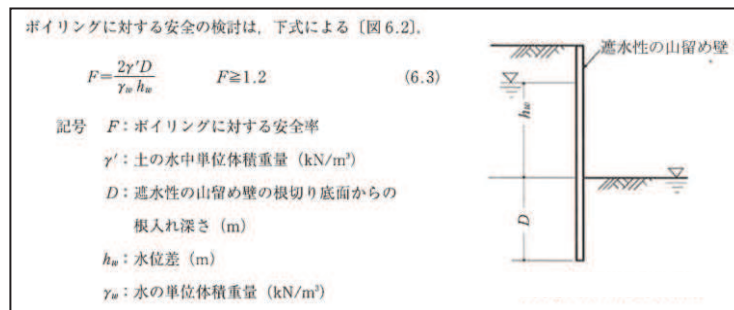 ボイリングに対する安全の検討は，下式による〔図6.2〕.
F=2γ′D/γw hw F≧1.2 (6.3)
記号 F：ボイリングに対する安全率
γ′：土の水中単位体積重量（kN/m³）
D：遮水性の山留め壁の根切り底面からの
根入れ深さ（m）
hw：水位差（m）
γw：水の単位体積重量（kN/m³）
遮水性の山留め壁
hw
D